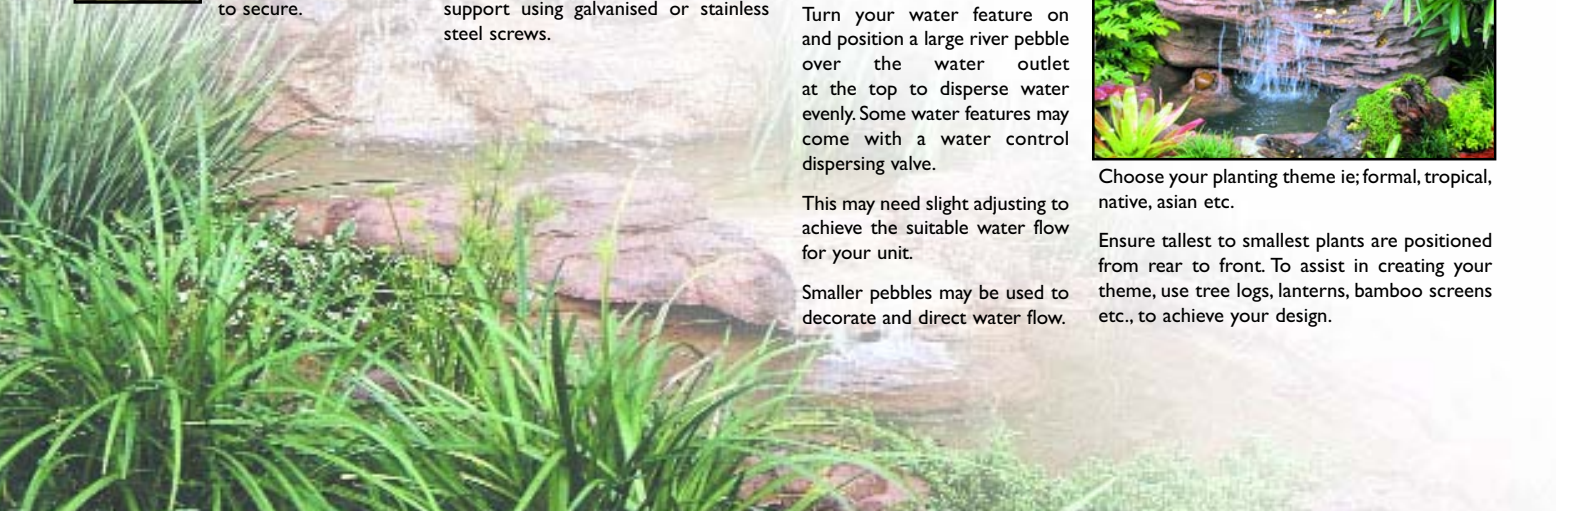 to secure.
support using galvanised or stainless
steel screws.
Turn your water feature on
and position a large river pebble
over the water outlet
at the top to disperse water
evenly. Some water features may
come with a water control
dispersing valve.
This may need slight adjusting to
achieve the suitable water flow
for your unit.
Smaller pebbles may be used to
decorate and direct water flow.
Choose your planting theme ie; formal, tropical,
native, asian etc.
Ensure tallest to smallest plants are positioned
from rear to front. To assist in creating your
theme, use tree logs, lanterns, bamboo screens
etc., to achieve your design.